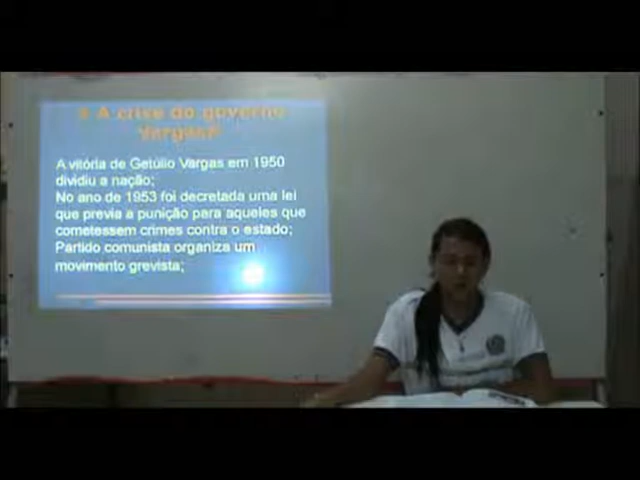 A crise do governo
Vargas
A vitória de Getúlio Vargas em 1950
dividiu a nação;
No ano de 1953 foi decretada uma lei
que previa a punição para aqueles que
cometessem crimes contra o estado;
Partido comunista organiza um
movimento grevista;